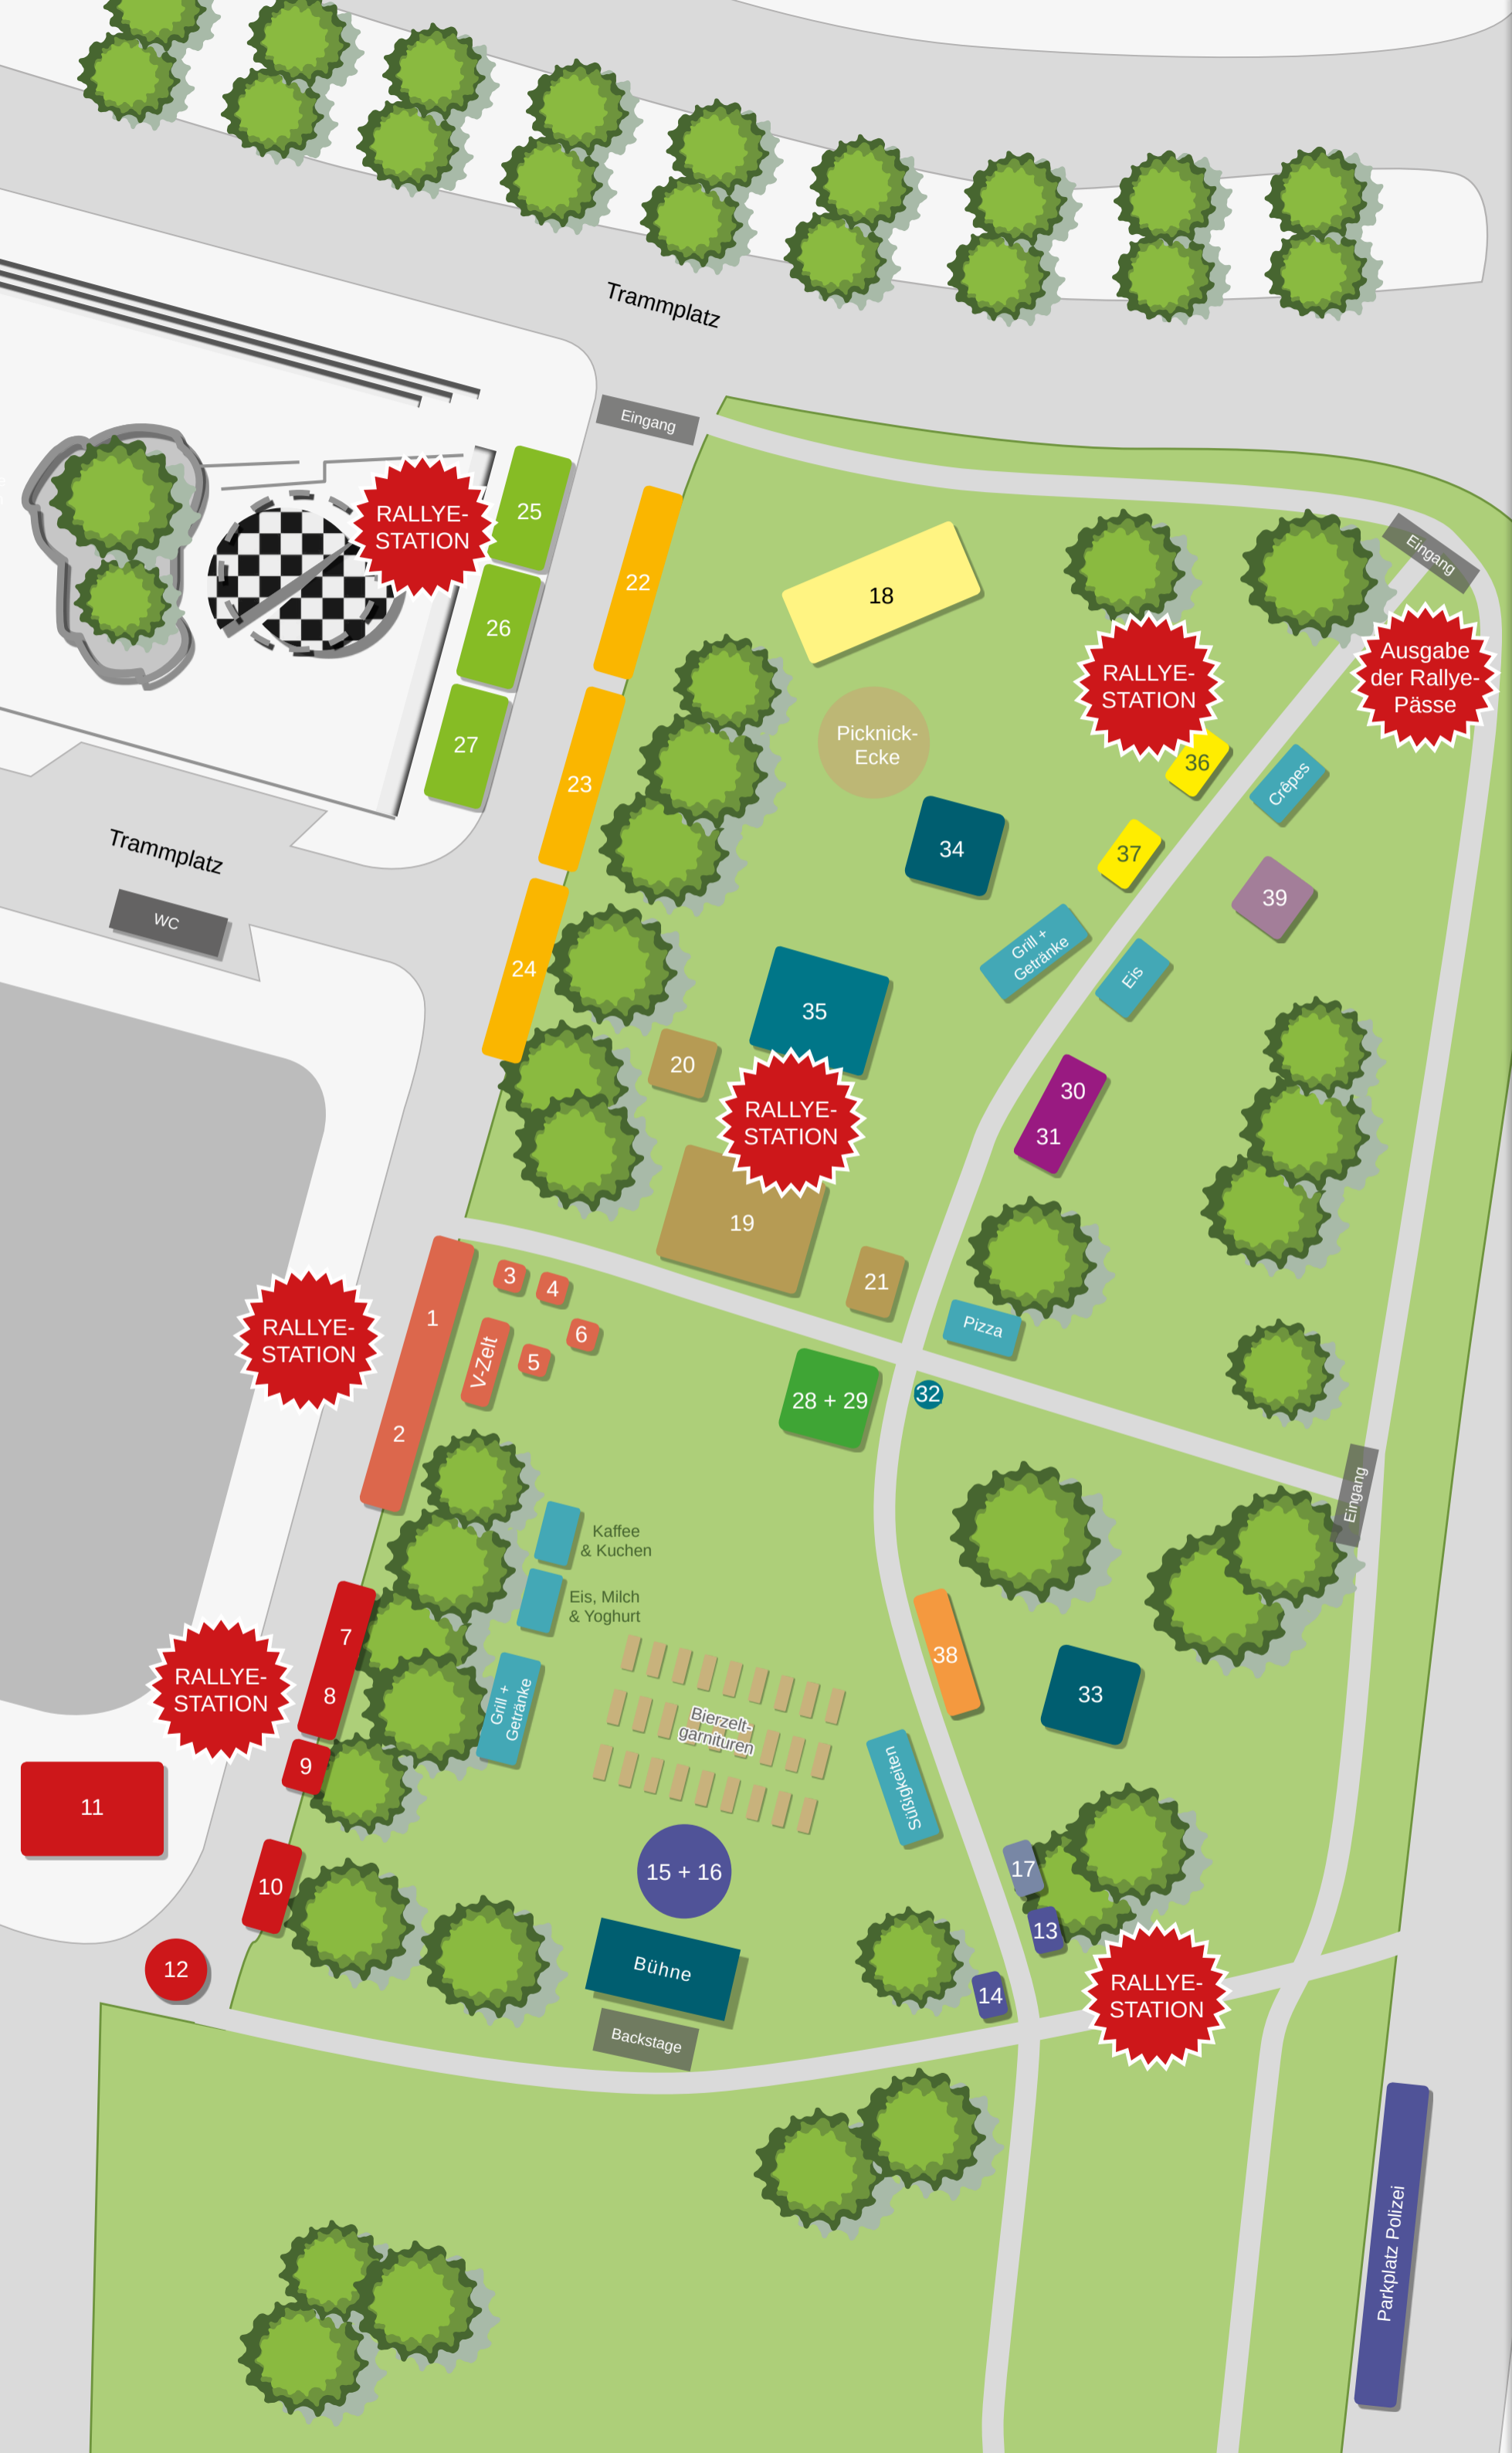 Trammplatz
Eingang
RALLYE-
STATION
25
22
26
18
Eingang
RALLYE-
STATION
Ausgabe
der Rallye-
Pässe
27
23
Picknick-
Ecke
36
Crêpes
Trammplatz
WC
34
37
39
24
Grill +
Getränke
Eis
35
20
RALLYE-
STATION
30
31
19
21
Pizza
RALLYE-
STATION
1
3
4
6
V-Zelt
5
28 + 29
32
2
Eingang
Kaffee
& Kuchen
Eis, Milch
& Yoghurt
7
8
RALLYE-
STATION
Grill +
Getränke
Bierzelt-
garnituren
38
33
9
11
Süßigkeiten
10
15 + 16
17
13
12
Bühne
14
RALLYE-
STATION
Backstage
Parkplatz Polizei